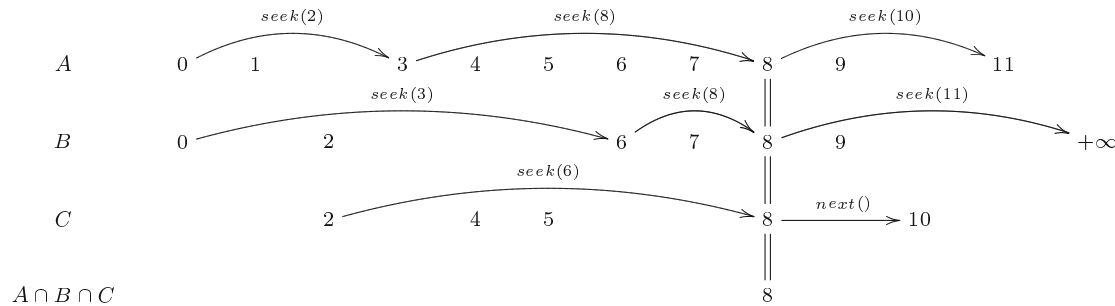 seek(2) seek(8) seek(10)
A 0 1 3 4 5 6 7 8 9 11
seek(3) seek(8) seek(11)
B 0 2 6 7 8 9 +∞
seek(6)
C 2 4 5 8 next() 10
A ∩ B ∩ C 8